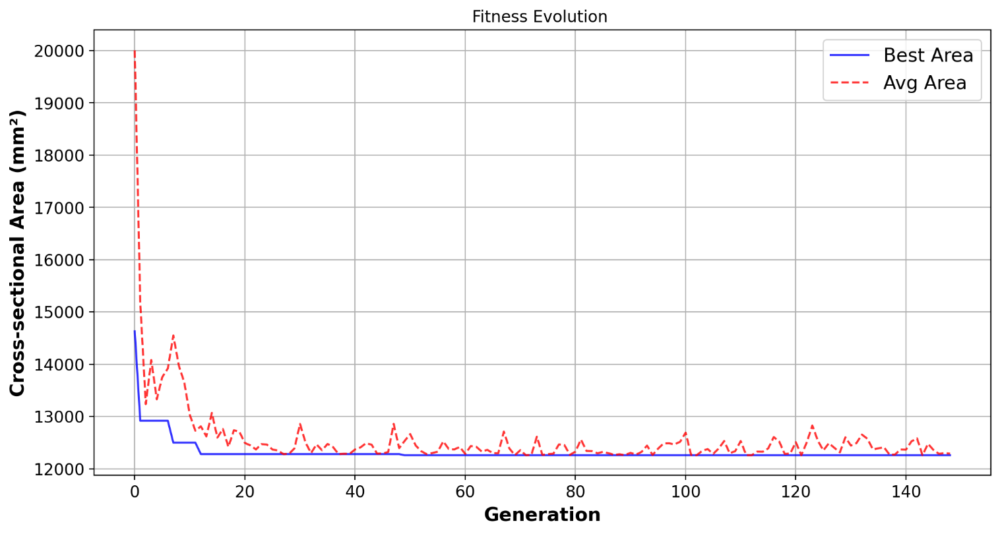 Fitness Evolution
Best Area
Avg Area
Cross-sectional Area (mm²)
20000
19000
18000
17000
16000
15000
14000
13000
12000
0 20 40 60 80 100 120 140
Generation